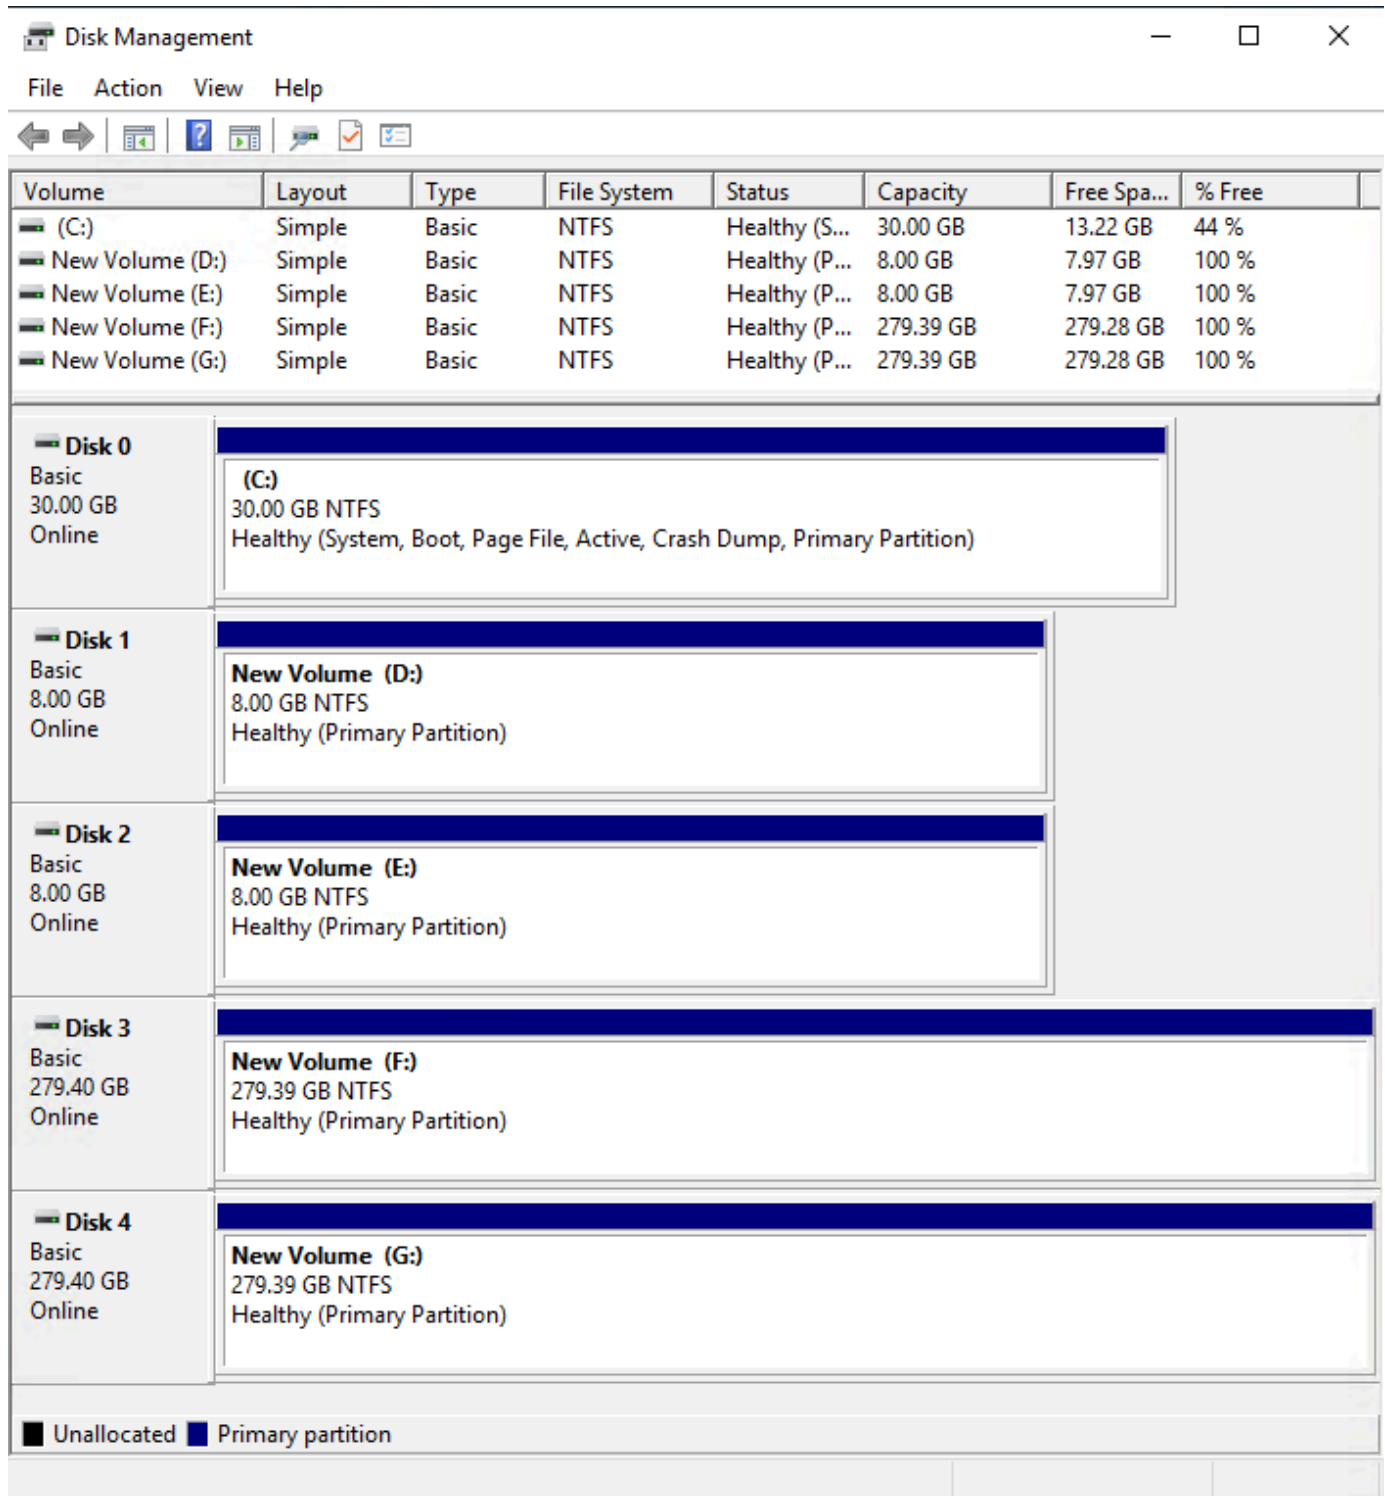 Disk Management
File Action View Help
Volume Layout Type File System Status Capacity Free Spa... % Free
(C:) Simple Basic NTFS Healthy (S... 30.00 GB 13.22 GB 44 %
New Volume (D:) Simple Basic NTFS Healthy (P... 8.00 GB 7.97 GB 100 %
New Volume (E:) Simple Basic NTFS Healthy (P... 8.00 GB 7.97 GB 100 %
New Volume (F:) Simple Basic NTFS Healthy (P... 279.39 GB 279.28 GB 100 %
New Volume (G:) Simple Basic NTFS Healthy (P... 279.39 GB 279.28 GB 100 %
Disk 0
Basic
30.00 GB
Online
(C:)
30.00 GB NTFS
Healthy (System, Boot, Page File, Active, Crash Dump, Primary Partition)
Disk 1
Basic
8.00 GB
Online
New Volume (D:)
8.00 GB NTFS
Healthy (Primary Partition)
Disk 2
Basic
8.00 GB
Online
New Volume (E:)
8.00 GB NTFS
Healthy (Primary Partition)
Disk 3
Basic
279.40 GB
Online
New Volume (F:)
279.39 GB NTFS
Healthy (Primary Partition)
Disk 4
Basic
279.40 GB
Online
New Volume (G:)
279.39 GB NTFS
Healthy (Primary Partition)
Unallocated Primary partition